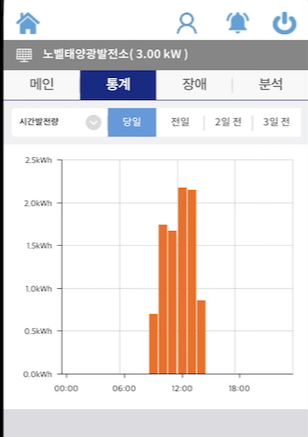 노벨태양광발전소( 3.00 kW )
메인 통계 장애 분석
시간발전량 당일 전일 2일 전 3일 전
2.5kWh
2.0kWh
1.5kWh
1.0kWh
0.5kWh
0.0kWh
00:00 06:00 12:00 18:00